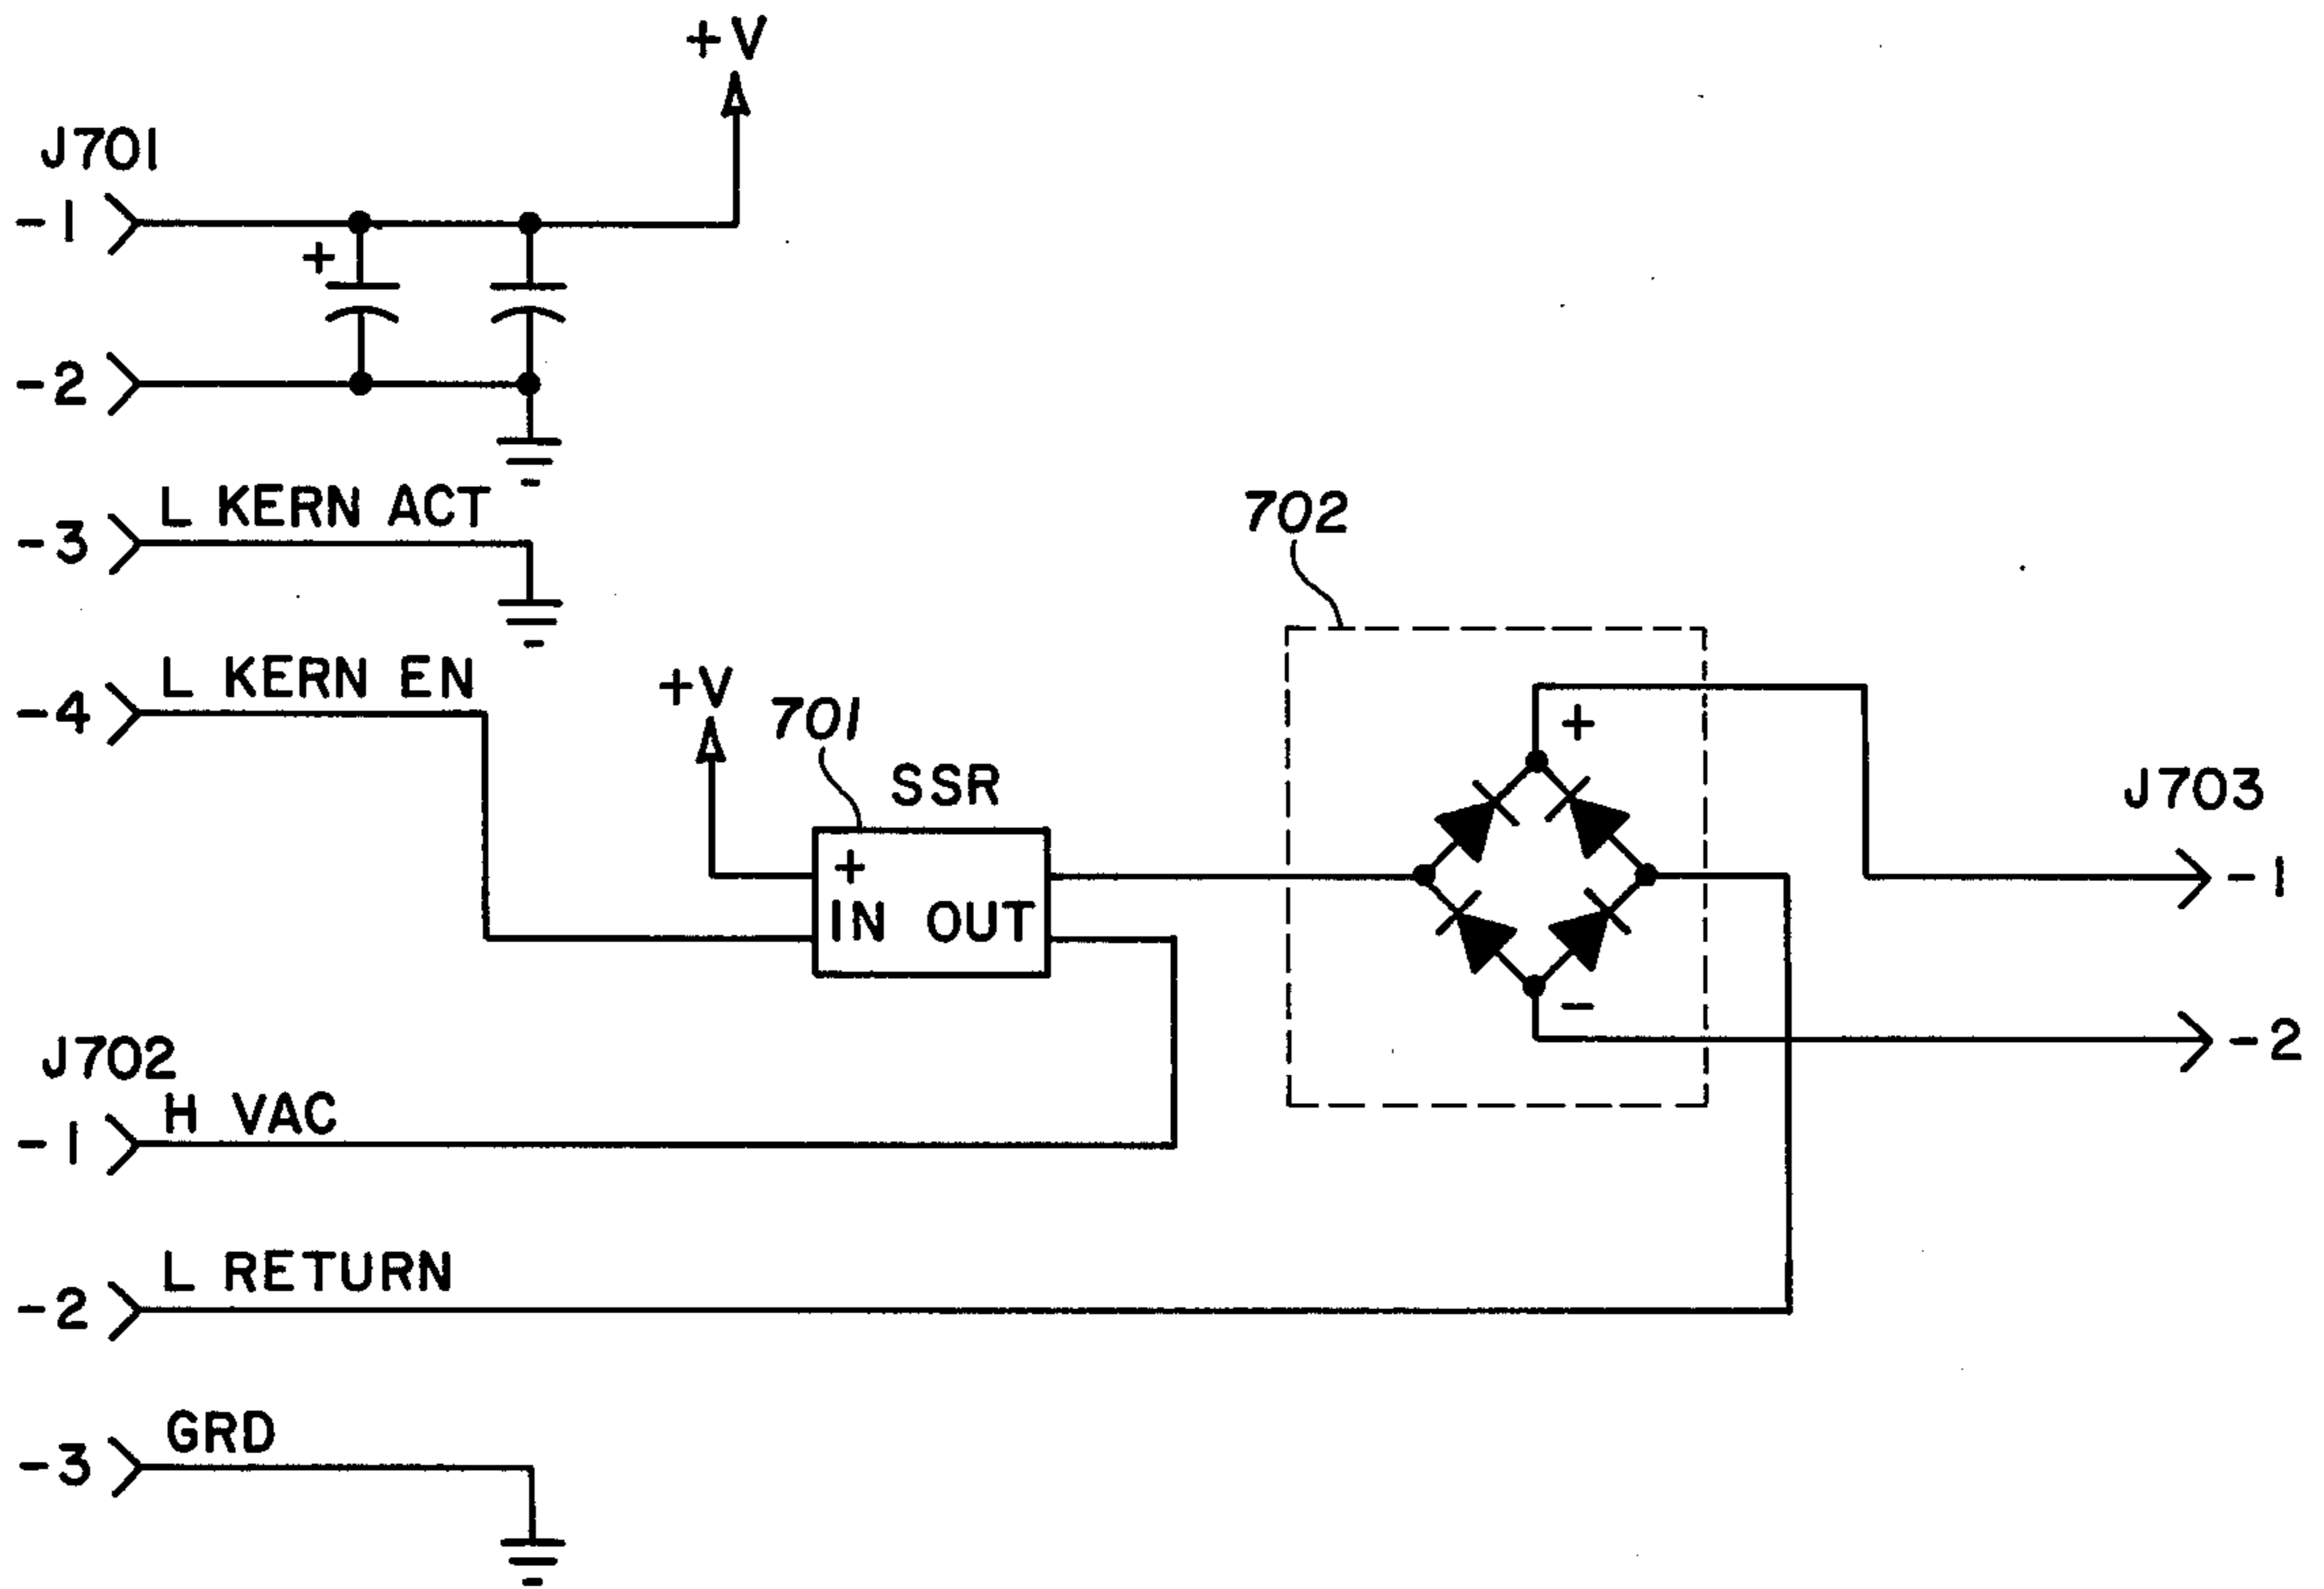 +V
J701
-1
+
-2
L KERN ACT
-3
702
L KERN EN
-4
+V
701
SSR
+
J703
+
IN OUT
-1
-
-2
J702
H VAC
-1
L RETURN
-2
GRD
-3